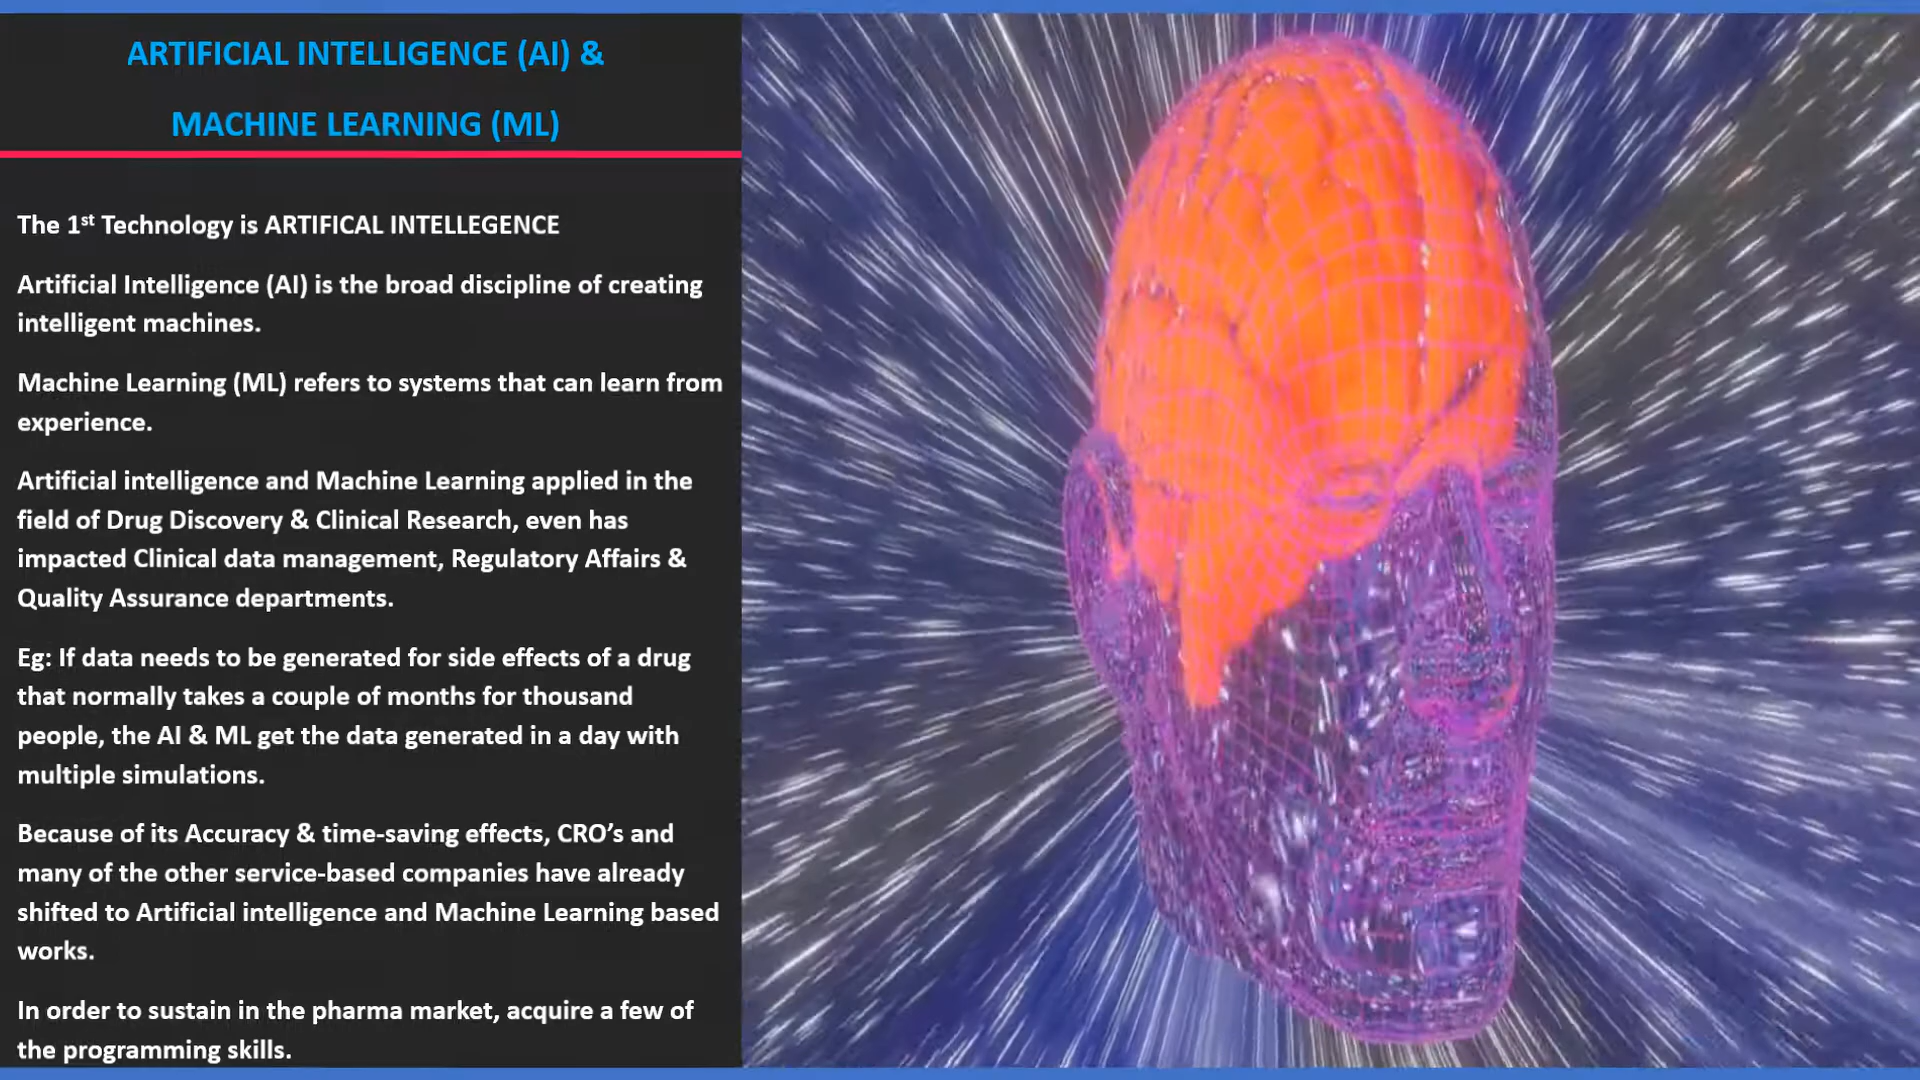 ARTIFICIAL INTELLIGENCE (AI) &
MACHINE LEARNING (ML)
The 1st Technology is ARTIFICAL INTELLEGENCE
Artificial Intelligence (AI) is the broad discipline of creating
intelligent machines.
Machine Learning (ML) refers to systems that can learn from
experience.
Artificial intelligence and Machine Learning applied in the
field of Drug Discovery & Clinical Research, even has
impacted Clinical data management, Regulatory Affairs &
Quality Assurance departments.
Eg: If data needs to be generated for side effects of a drug
that normally takes a couple of months for thousand
people, the AI & ML get the data generated in a day with
multiple simulations.
Because of its Accuracy & time-saving effects, CRO’s and
many of the other service-based companies have already
shifted to Artificial intelligence and Machine Learning based
works.
In order to sustain in the pharma market, acquire a few of
the programming skills.